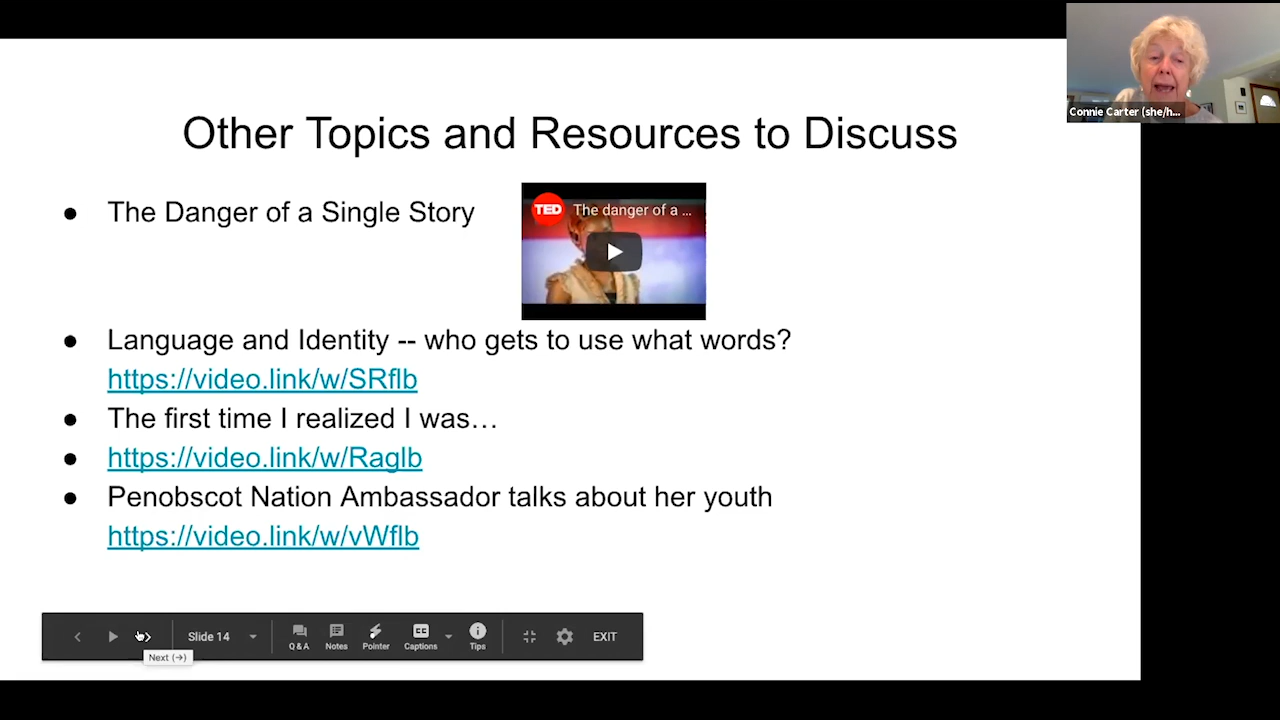 Connie Carter (she/h...
Other Topics and Resources to Discuss
● The Danger of a Single Story
TED The danger of a ...
● Language and Identity -- who gets to use what words?
https://video.link/w/SRflb
● The first time I realized I was…
● https://video.link/w/Raglb
● Penobscot Nation Ambassador talks about her youth
https://video.link/w/vWflb
Slide 14
Q & A
Notes
Pointer
CC
Captions
Tips
EXIT
Next (→)